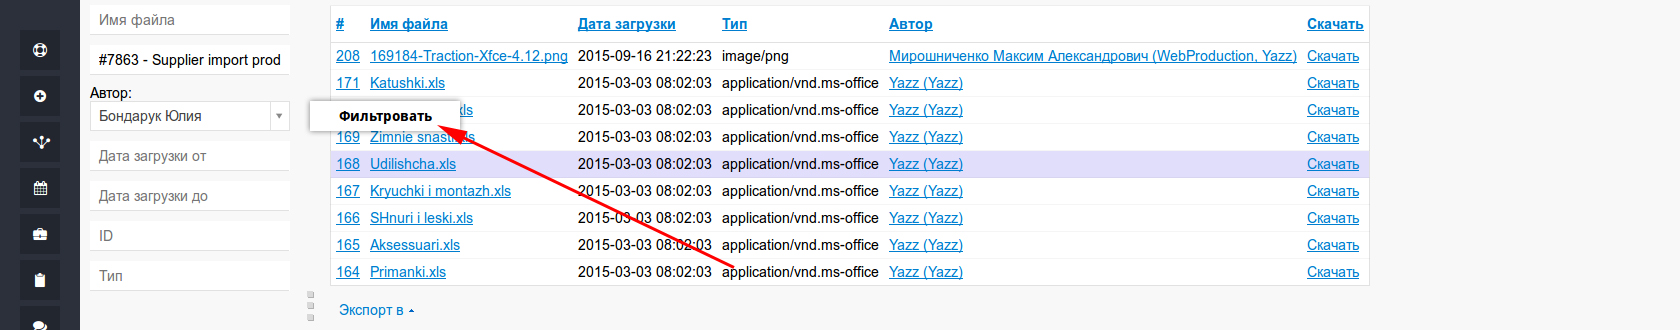 Имя файла
#7863 - Supplier import prod
Автор:
Бондарук Юлия
Дата загрузки от
Дата загрузки до
ID
Тип
Фильтровать
# Имя файла Дата загрузки Тип Автор Скачать
208 169184-Traction-Xfce-4.12.png 2015-09-16 21:22:23 image/png Мирошниченко Максим Александрович (WebProduction, Yazz) Скачать
171 Katushki.xls 2015-03-03 08:02:03 application/vnd.ms-office Yazz (Yazz) Скачать
xls 2015-03-03 08:02:03 application/vnd.ms-office Yazz (Yazz) Скачать
169 Zimnie snasti.xls 2015-03-03 08:02:03 application/vnd.ms-office Yazz (Yazz) Скачать
168 Udilishcha.xls 2015-03-03 08:02:03 application/vnd.ms-office Yazz (Yazz) Скачать
167 Kryuchki i montazh.xls 2015-03-03 08:02:03 application/vnd.ms-office Yazz (Yazz) Скачать
166 SHnuri i leski.xls 2015-03-03 08:02:03 application/vnd.ms-office Yazz (Yazz) Скачать
165 Aksessuari.xls 2015-03-03 08:02:03 application/vnd.ms-office Yazz (Yazz) Скачать
164 Primanki.xls 2015-03-03 08:02:03 application/vnd.ms-office Yazz (Yazz) Скачать
Экспорт в